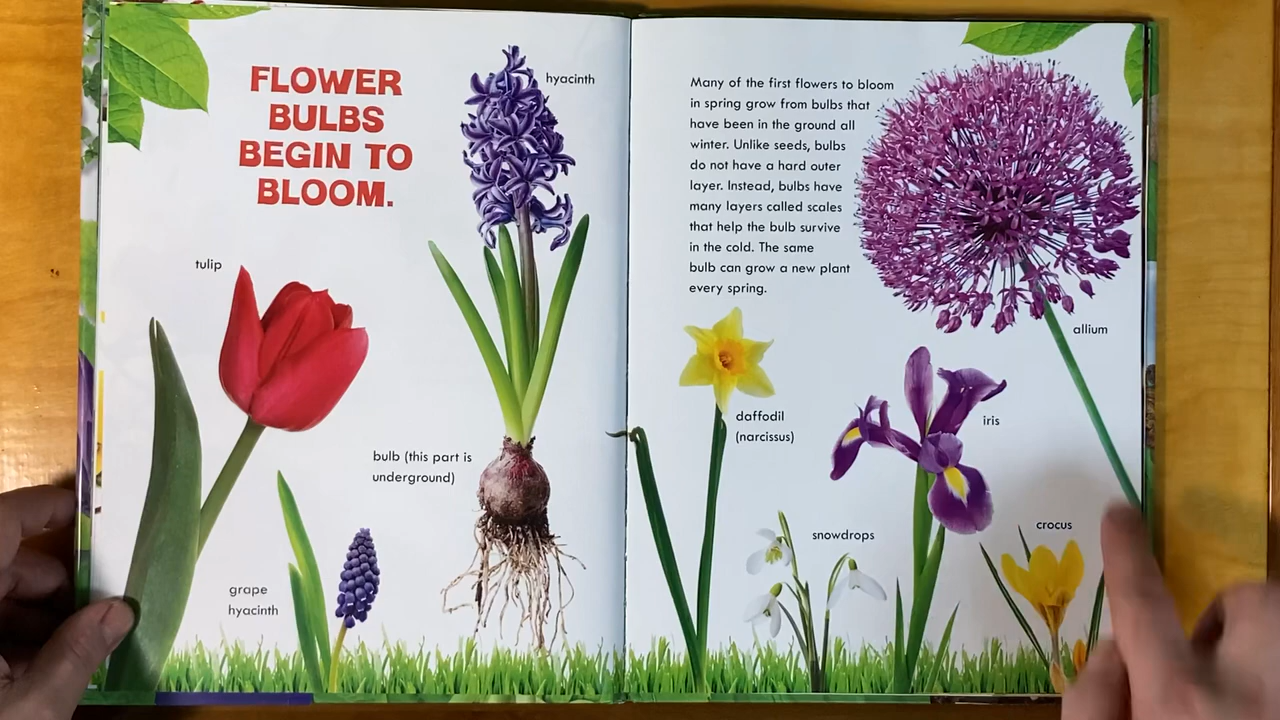 FLOWER
BULBS
BEGIN TO
BLOOM.
hyacinth
tulip
bulb (this part is
underground)
grape
hyacinth
Many of the first flowers to bloom
in spring grow from bulbs that
have been in the ground all
winter. Unlike seeds, bulbs
do not have a hard outer
layer. Instead, bulbs have
many layers called scales
that help the bulb survive
in the cold. The same
bulb can grow a new plant
every spring.
allium
daffodil
(narcissus)
iris
snowdrops
crocus